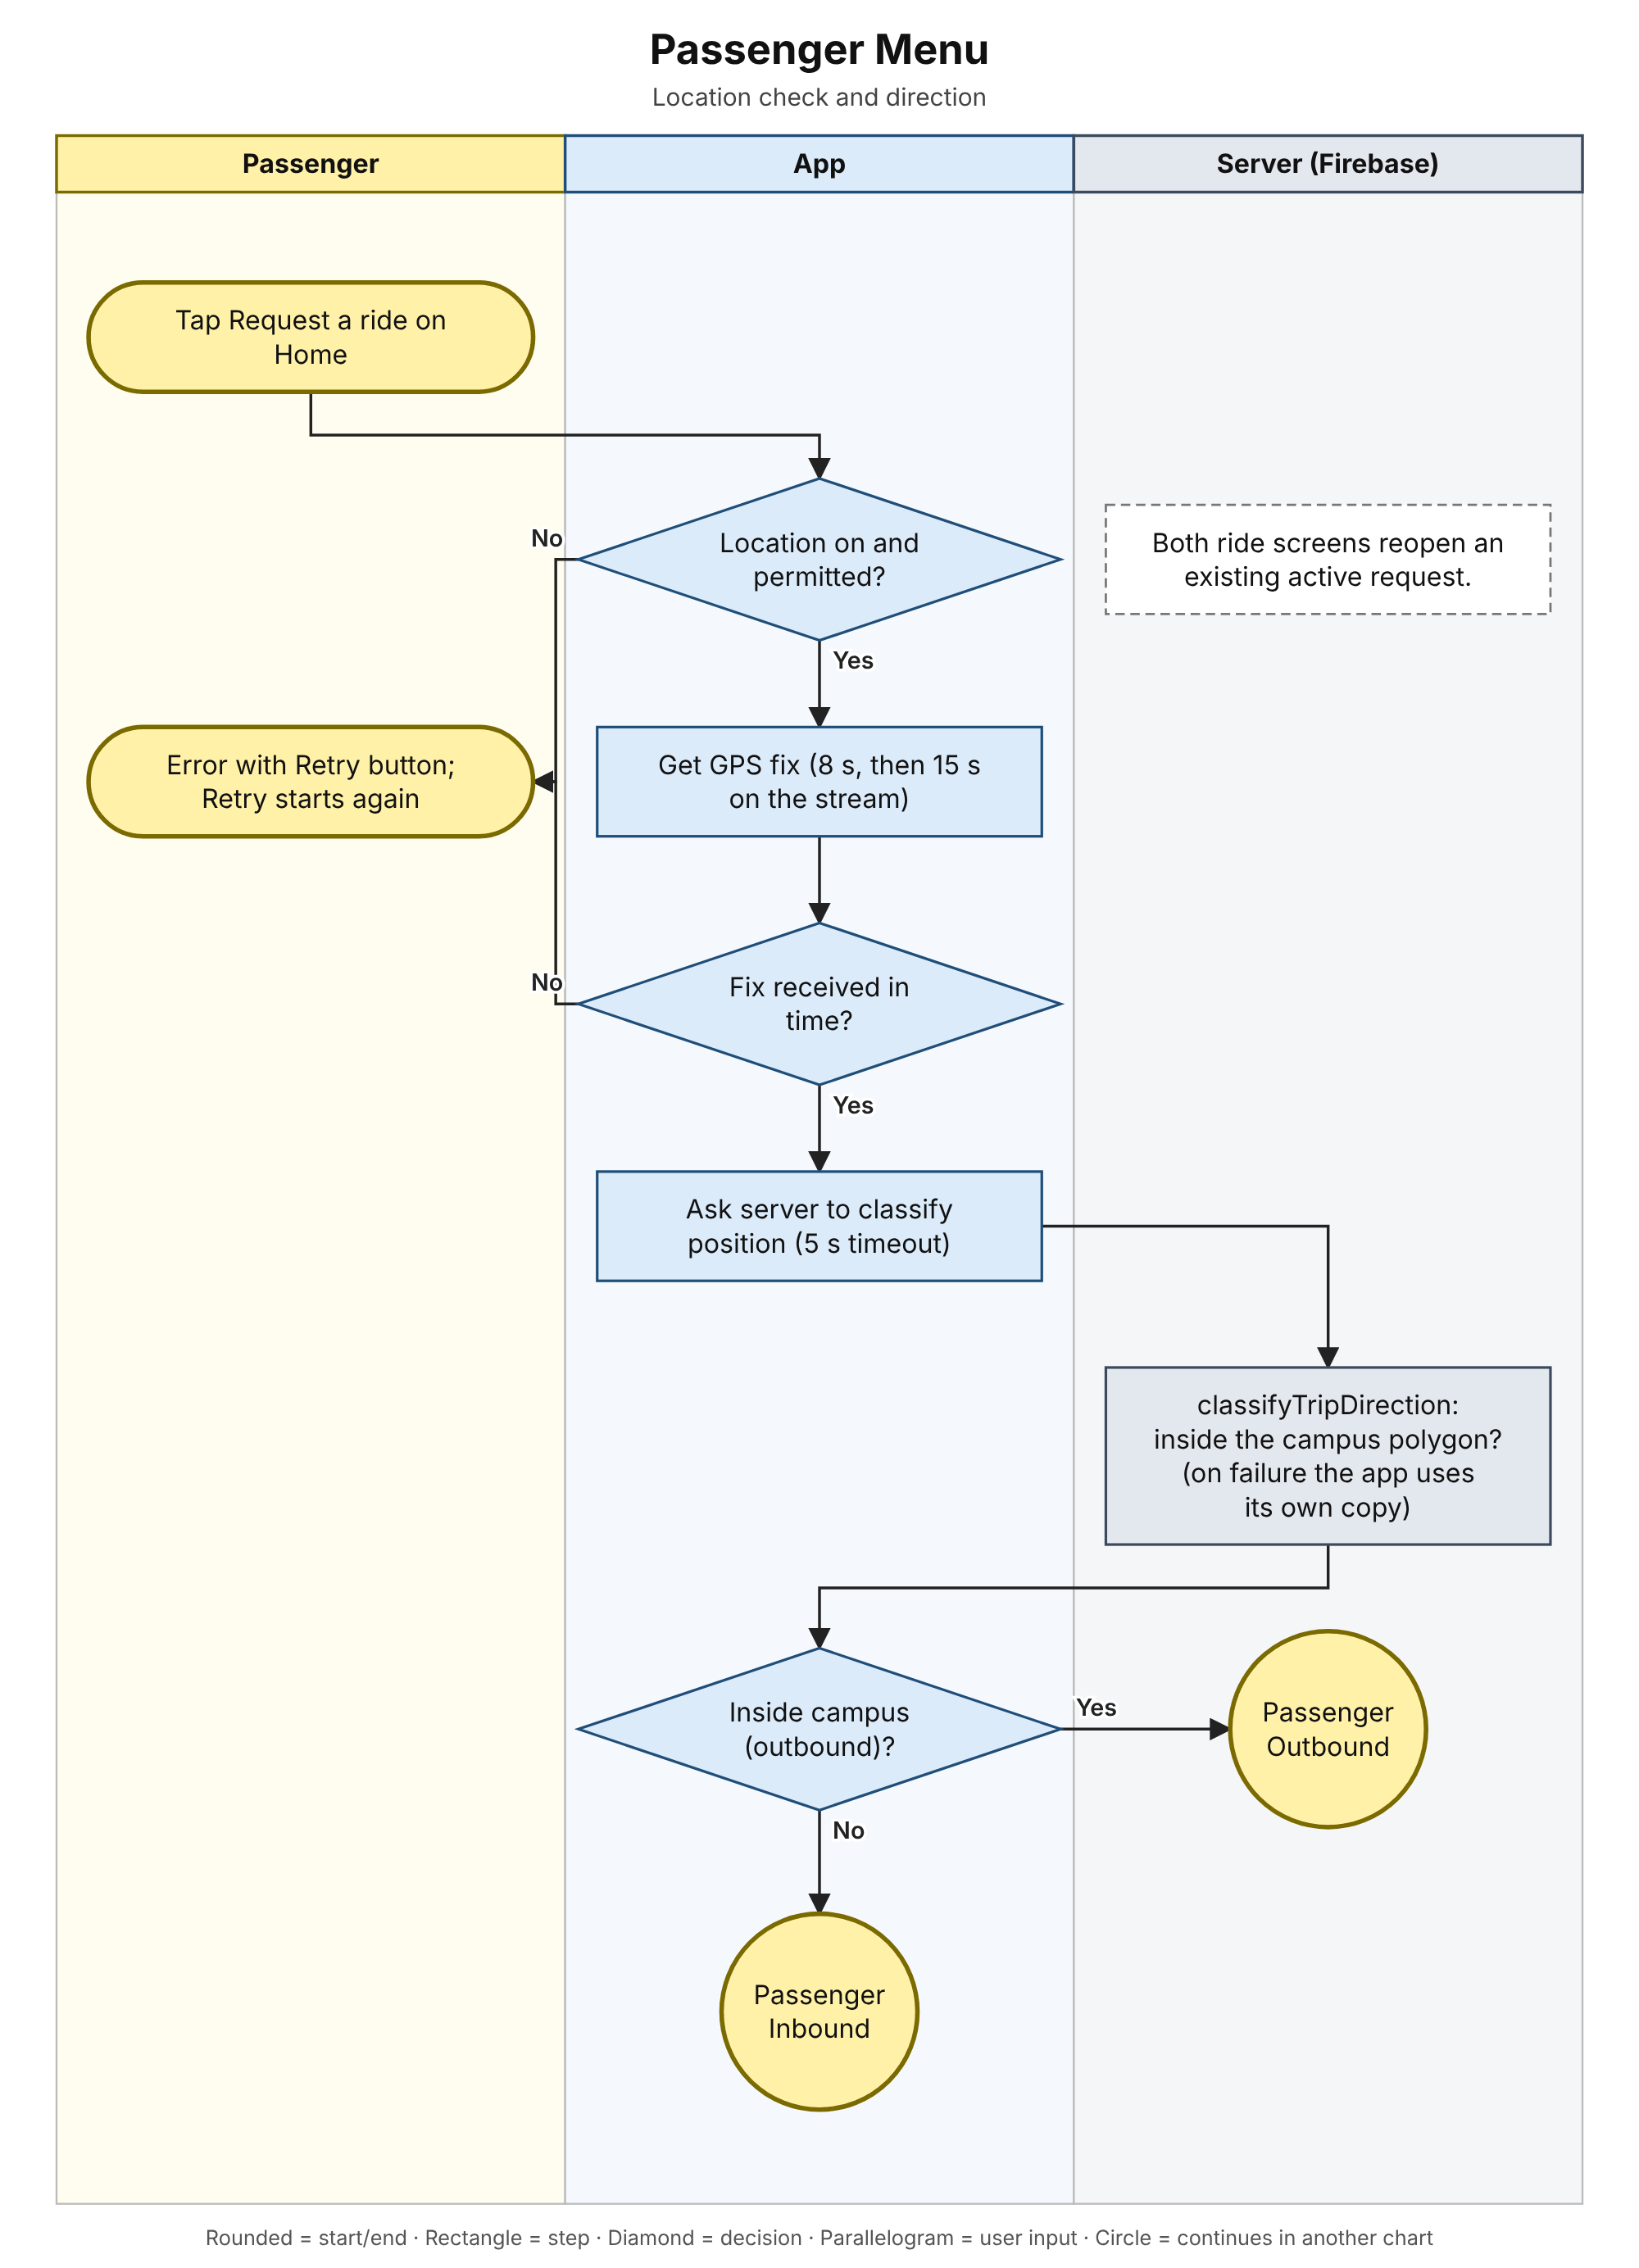 Passenger Menu
Location check and direction
Passenger
App
Server (Firebase)
Tap Request a ride on
Home
No
Location on and
permitted?
Both ride screens reopen an
existing active request.
Yes
Error with Retry button;
Retry starts again
Get GPS fix (8 s, then 15 s
on the stream)
No
Fix received in
time?
Yes
Ask server to classify
position (5 s timeout)
classifyTripDirection:
inside the campus polygon?
(on failure the app uses
its own copy)
Inside campus
(outbound)?
Yes
Passenger
Outbound
No
Passenger
Inbound
Rounded = start/end · Rectangle = step · Diamond = decision · Parallelogram = user input · Circle = continues in another chart